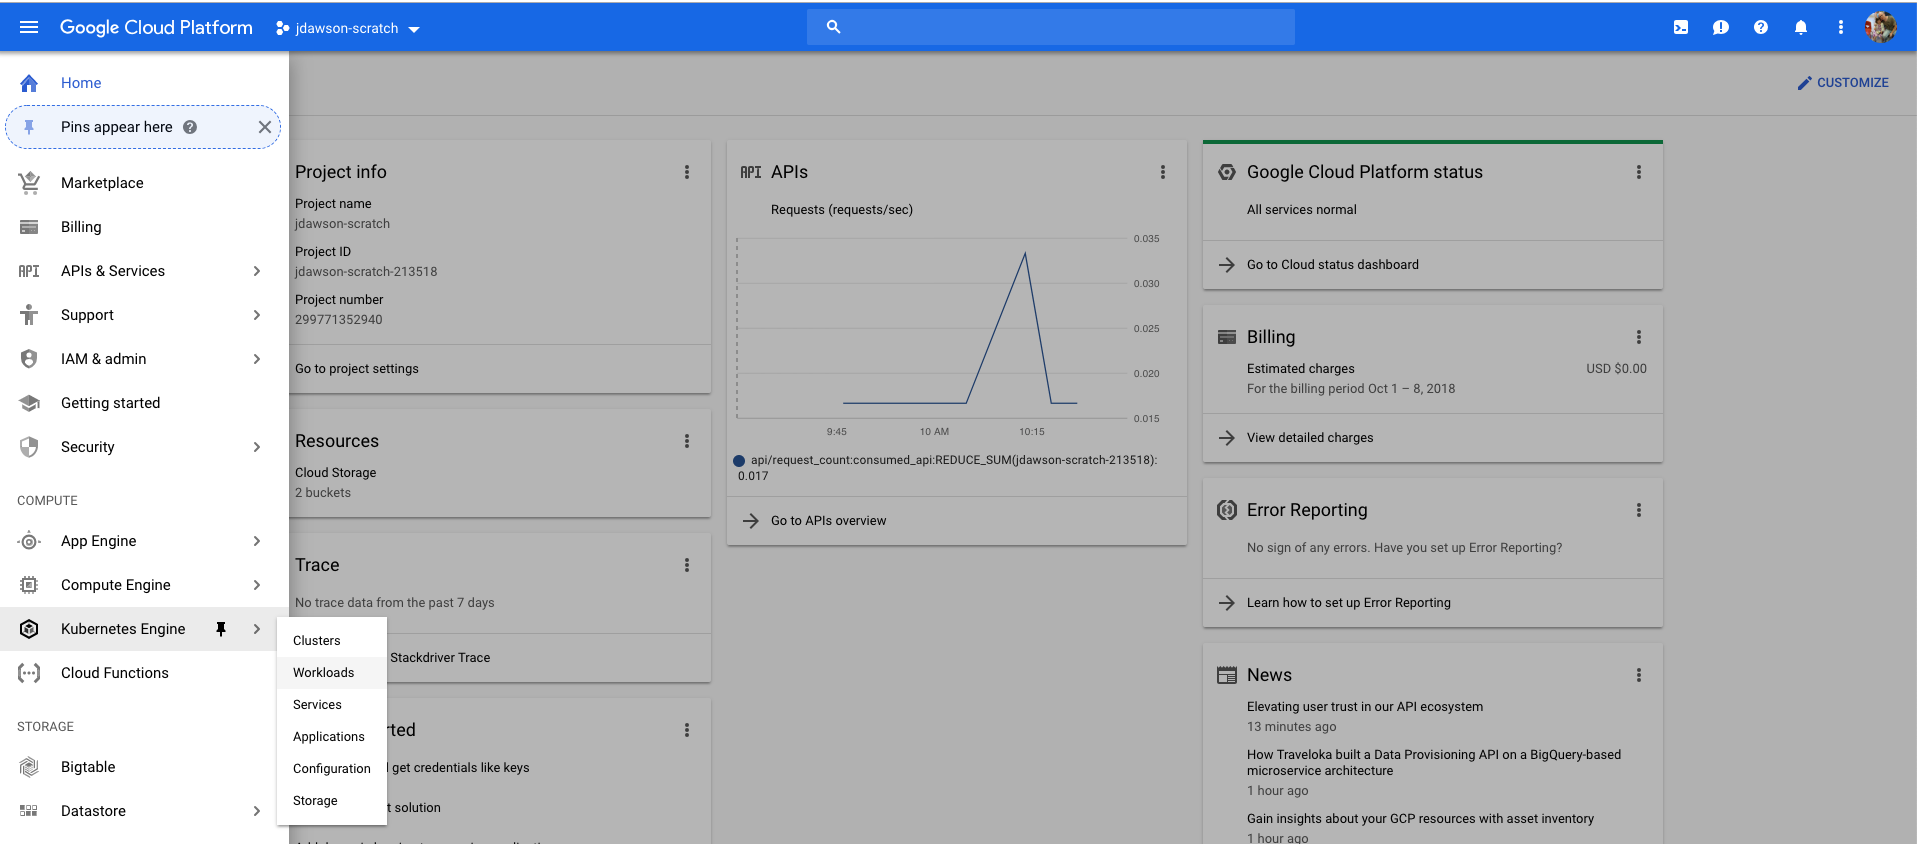 Google Cloud Platform
jdawson-scratch
Home
Pins appear here
Marketplace
Billing
API APIs & Services
Support
IAM & admin
Getting started
Security
COMPUTE
App Engine
Compute Engine
Kubernetes Engine
Cloud Functions
STORAGE
Bigtable
Datastore
Clusters
Workloads
Services
Applications
Configuration
Storage
CUSTOMIZE
Project info
Project name
jdawson-scratch
Project ID
jdawson-scratch-213518
Project number
299771352940
Go to project settings
Resources
Cloud Storage
2 buckets
Trace
No trace data from the past 7 days
Stackdriver Trace
rted
get credentials like keys
t solution
API APIs
Requests (requests/sec)
0.035
0.030
0.025
0.020
0.015
9:45 10 AM 10:15
api/request_count:consumed_api:REDUCE_SUM(jdawson-scratch-213518):
0.017
Go to APIs overview
Google Cloud Platform status
All services normal
Go to Cloud status dashboard
Billing
Estimated charges USD $0.00
For the billing period Oct 1 – 8, 2018
View detailed charges
Error Reporting
No sign of any errors. Have you set up Error Reporting?
Learn how to set up Error Reporting
News
Elevating user trust in our API ecosystem
13 minutes ago
How Traveloka built a Data Provisioning API on a BigQuery-based
microservice architecture
1 hour ago
Gain insights about your GCP resources with asset inventory
1 hour ago